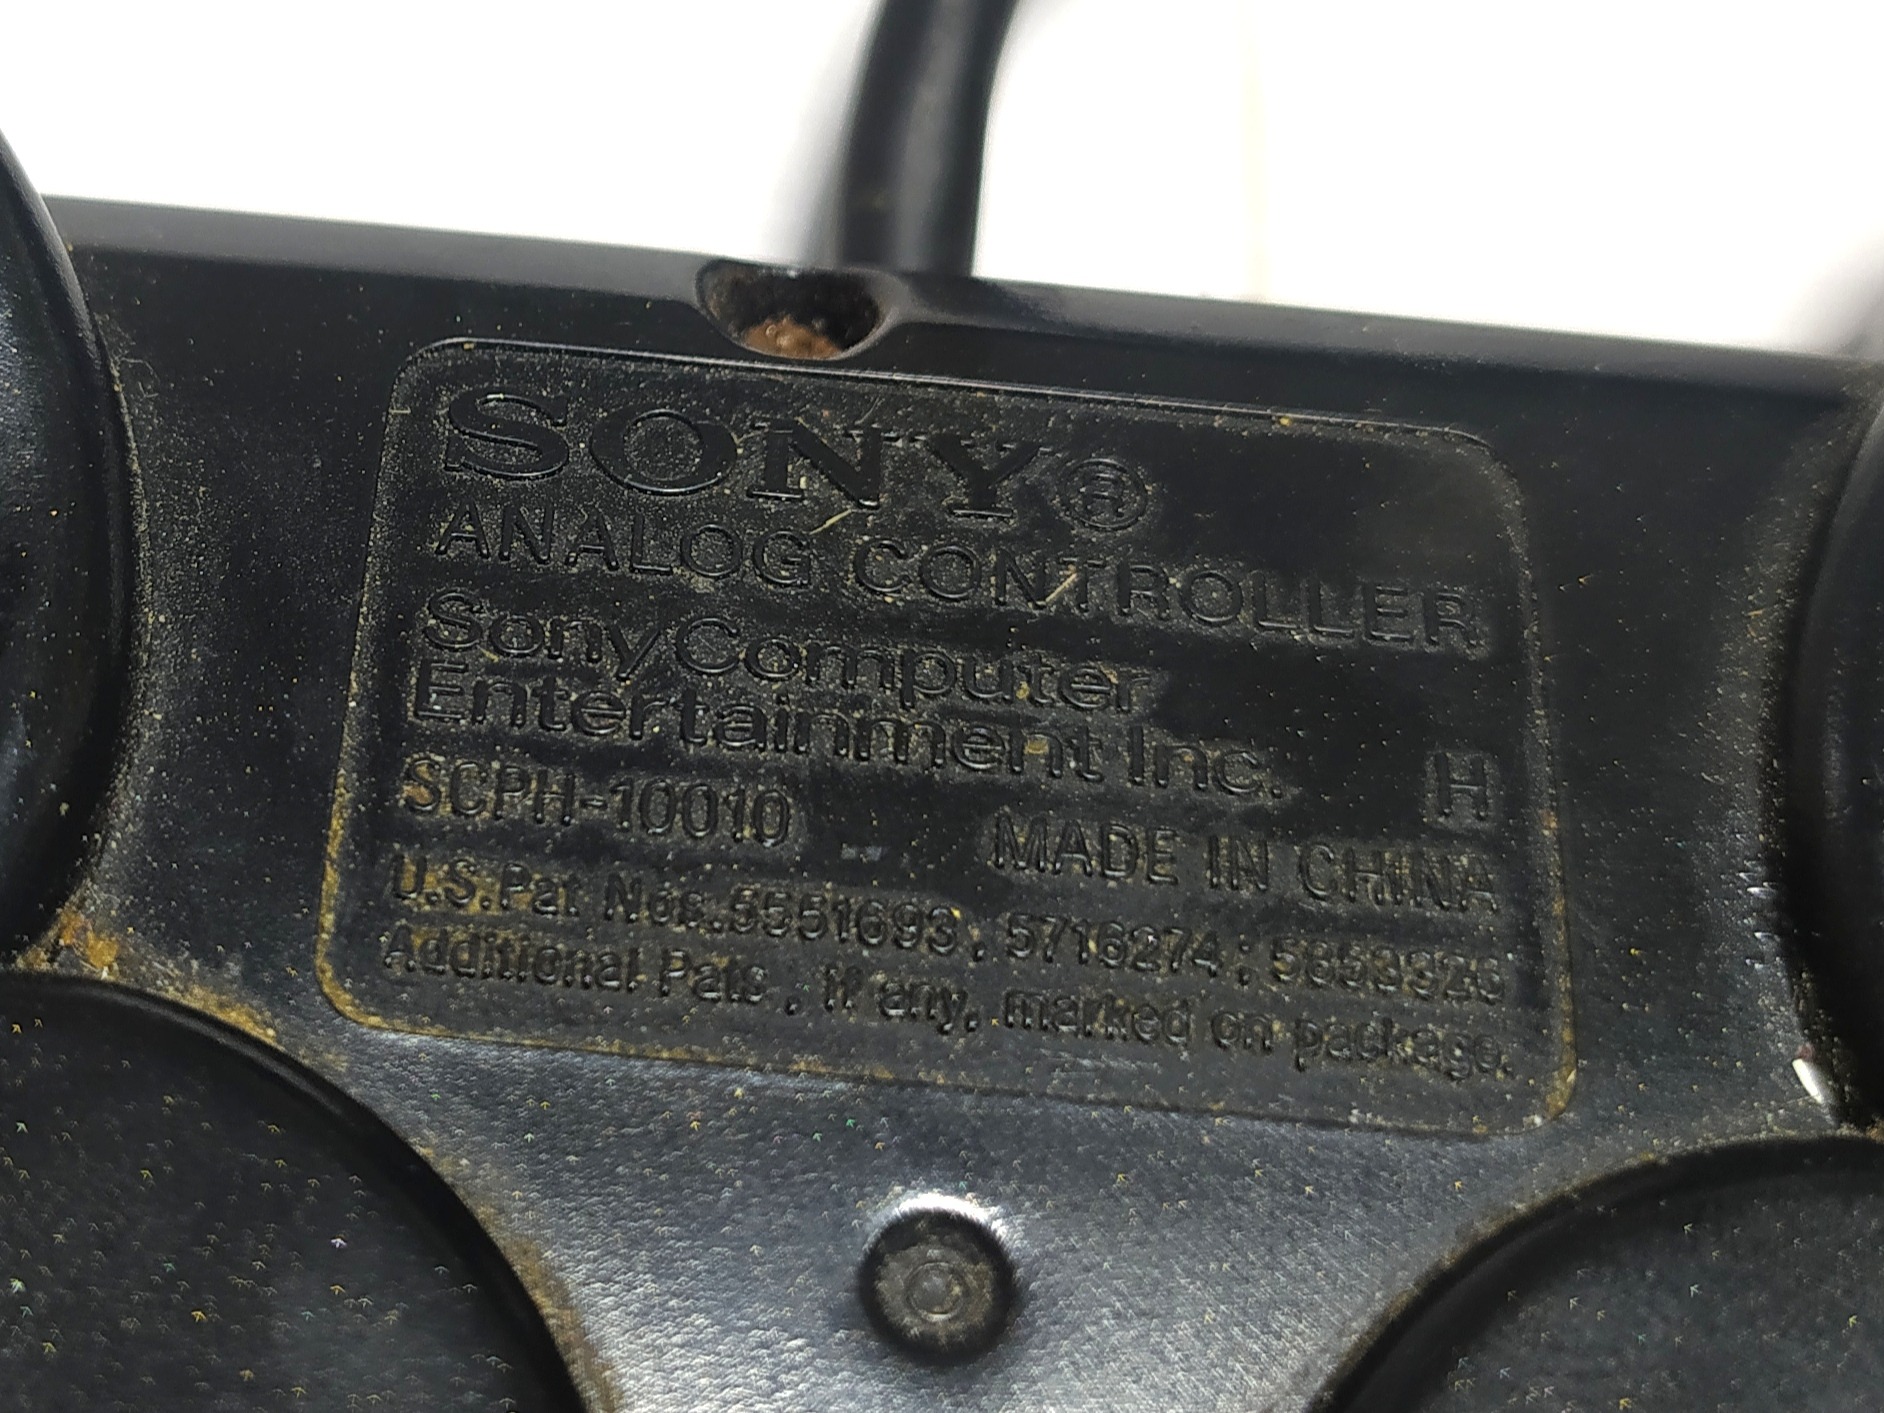 SONY®
ANALOG CONTROLLER
Sony Computer
Entertainment Inc. H
SCPH-10010 MADE IN CHINA
U.S.Pat Nos.5551693, 5716274; 5853326
Additional Pats, if any, marked on package.